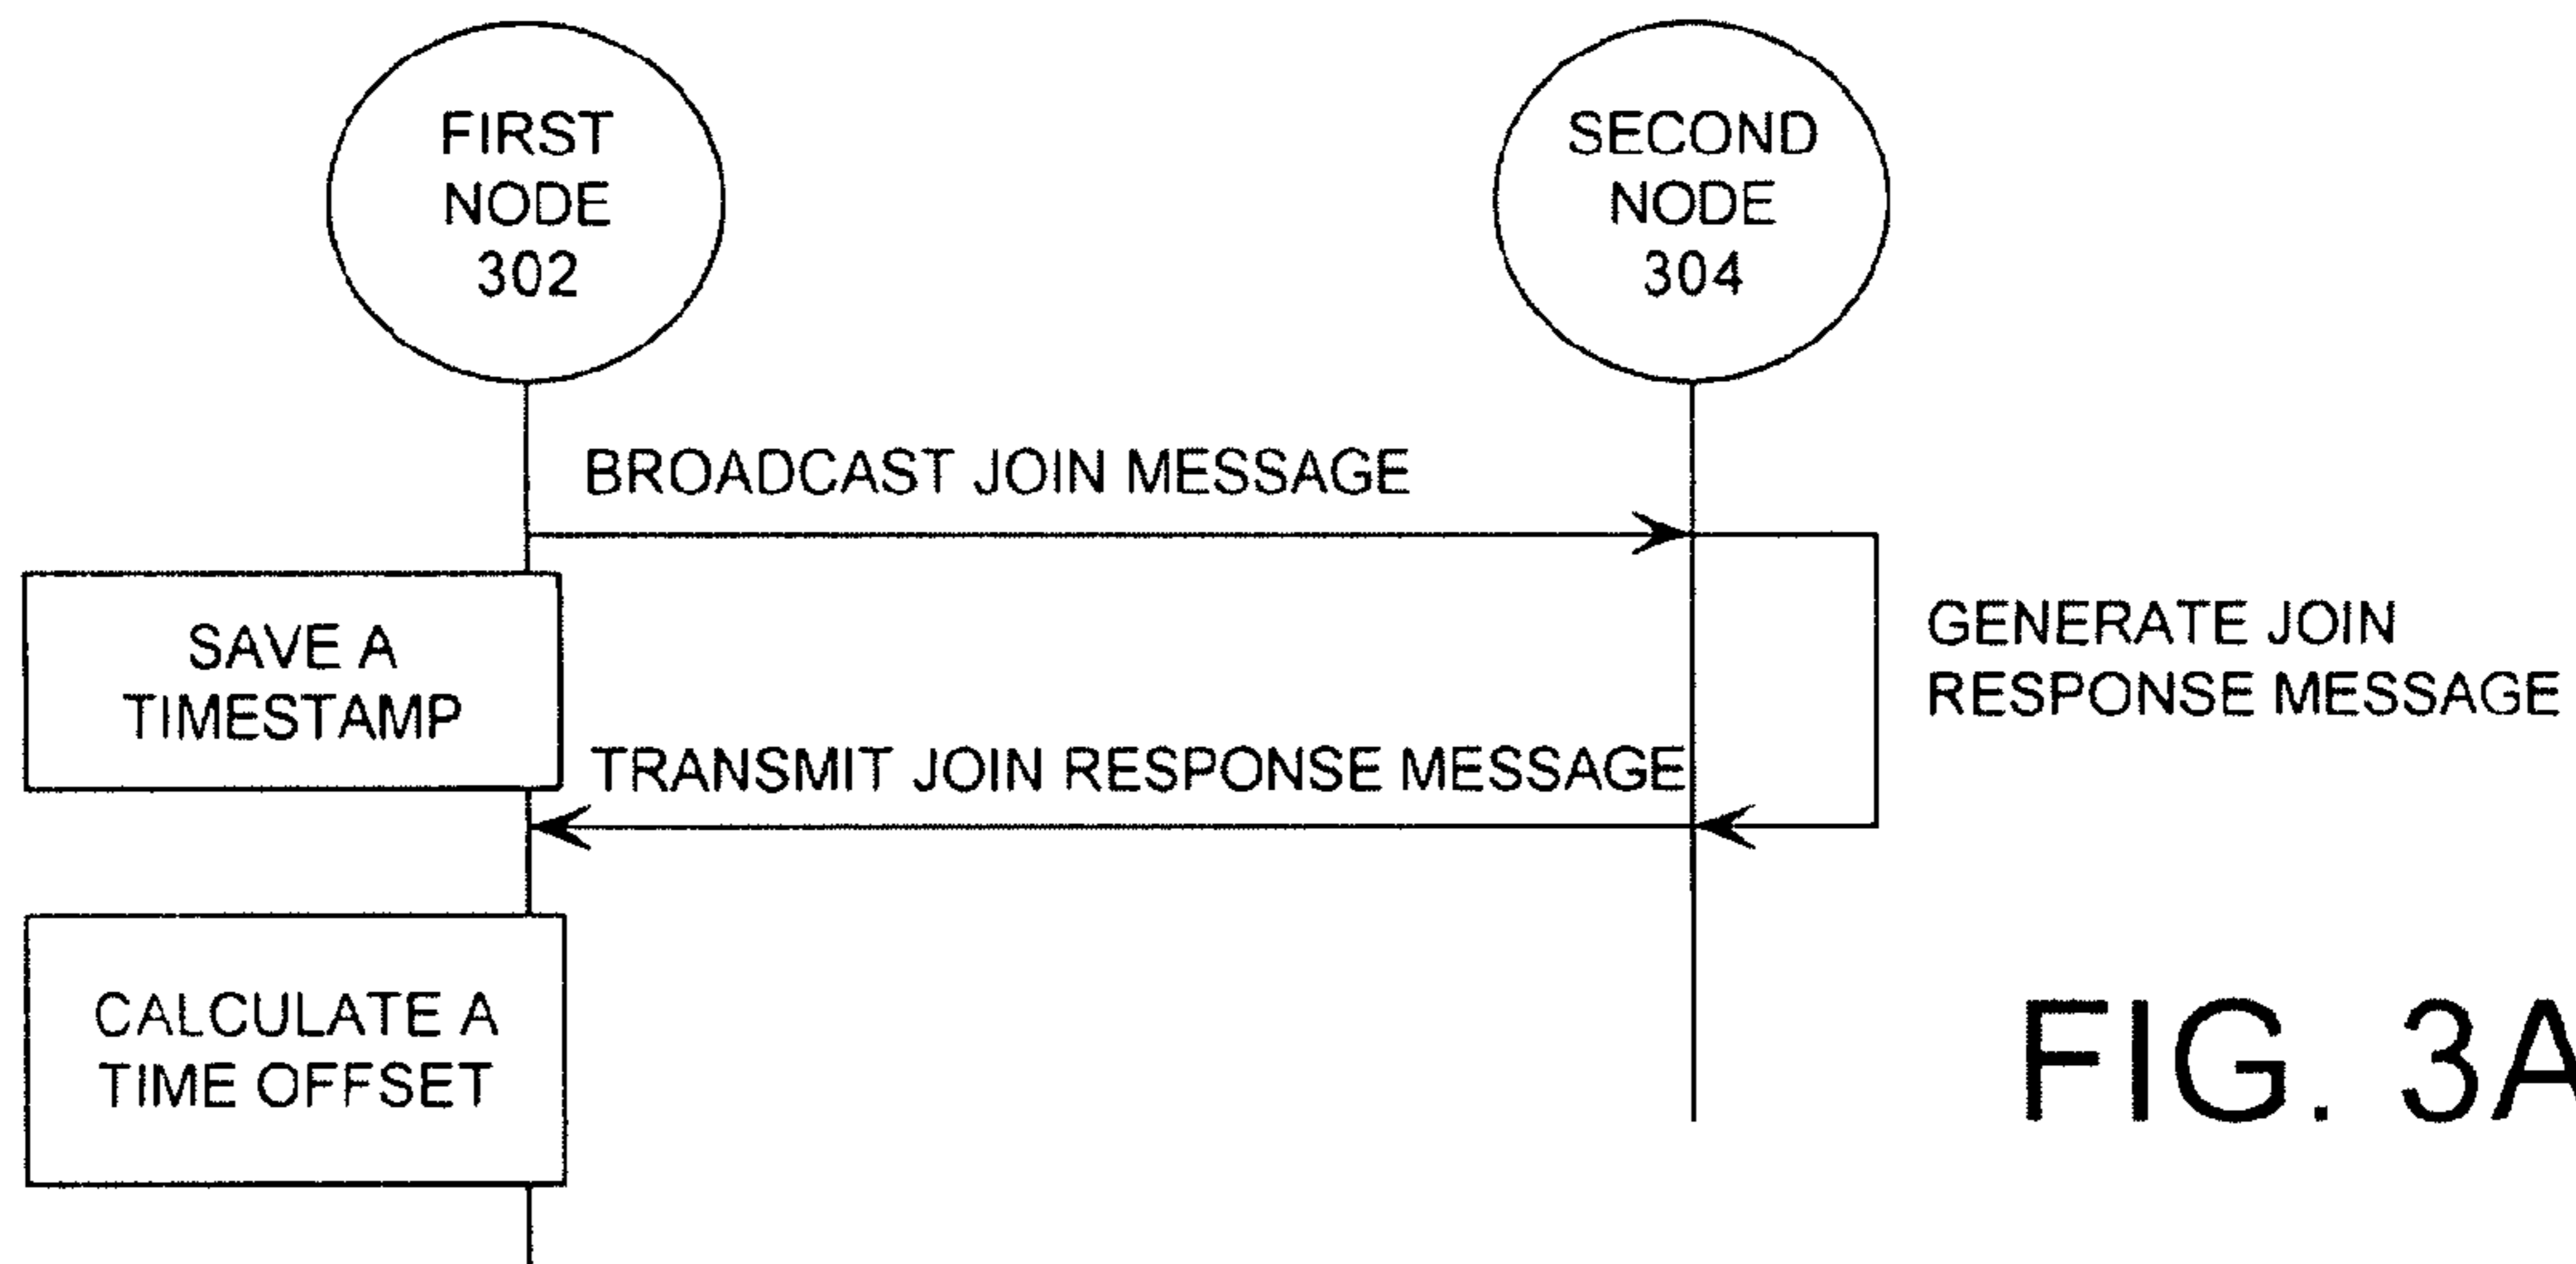 FIRST
NODE
302
SECOND
NODE
304
BROADCAST JOIN MESSAGE
SAVE A
TIMESTAMP
GENERATE JOIN
RESPONSE MESSAGE
TRANSMIT JOIN RESPONSE MESSAGE
CALCULATE A
TIME OFFSET
FIG. 3A